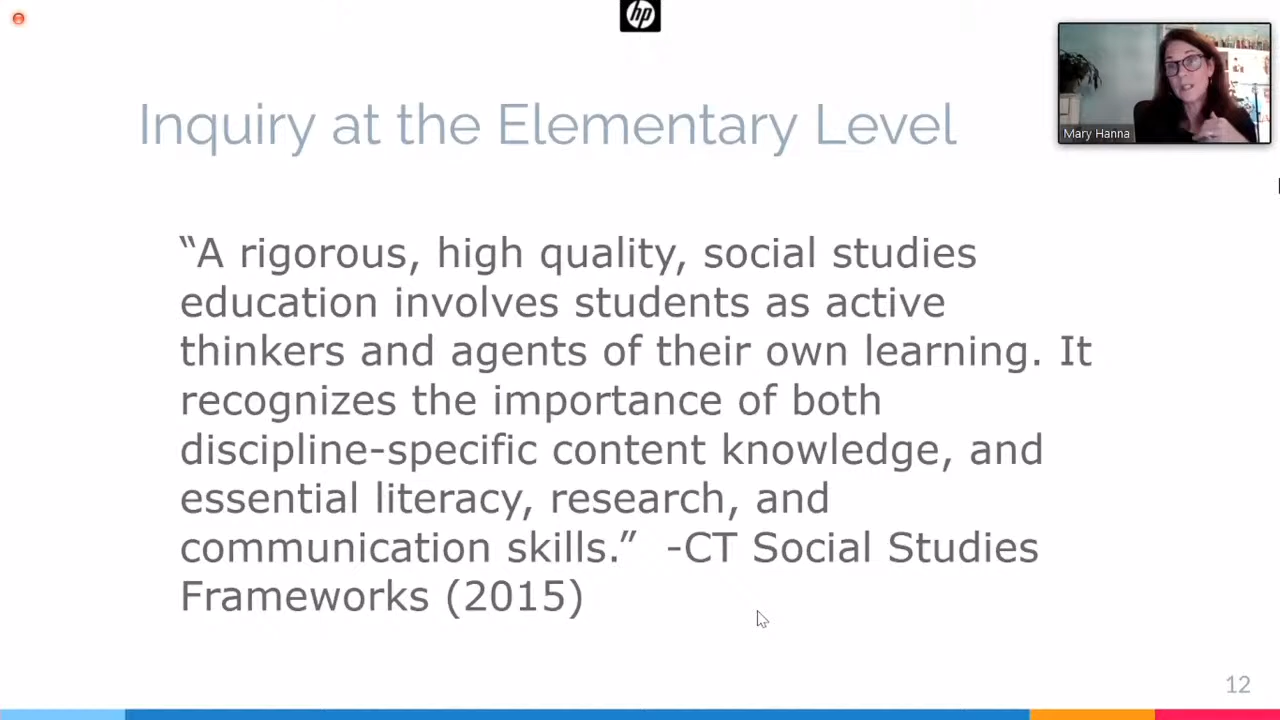 hp
Mary Hanna
Inquiry at the Elementary Level
“A rigorous, high quality, social studies
education involves students as active
thinkers and agents of their own learning. It
recognizes the importance of both
discipline-specific content knowledge, and
essential literacy, research, and
communication skills.” -CT Social Studies
Frameworks (2015)
12